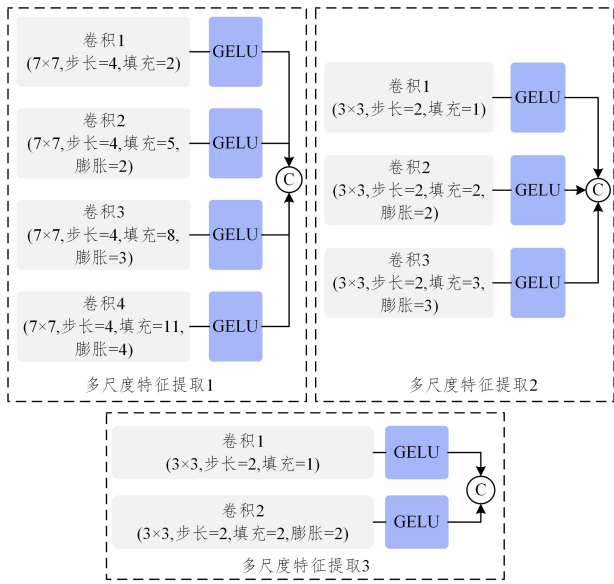 卷积1
(7×7,步长=4,填充=2)
GELU
卷积2
(7×7,步长=4,填充=5,
膨胀=2)
GELU
C
卷积3
(7×7,步长=4,填充=8,
膨胀=3)
GELU
卷积4
(7×7,步长=4,填充=11,
膨胀=4)
GELU
多尺度特征提取1
卷积1
(3×3,步长=2,填充=1)
GELU
卷积2
(3×3,步长=2,填充=2,
膨胀=2)
GELU
C
卷积3
(3×3,步长=2,填充=3,
膨胀=3)
GELU
多尺度特征提取2
卷积1
(3×3,步长=2,填充=1)
GELU
C
卷积2
(3×3,步长=2,填充=2,膨胀=2)
GELU
多尺度特征提取3